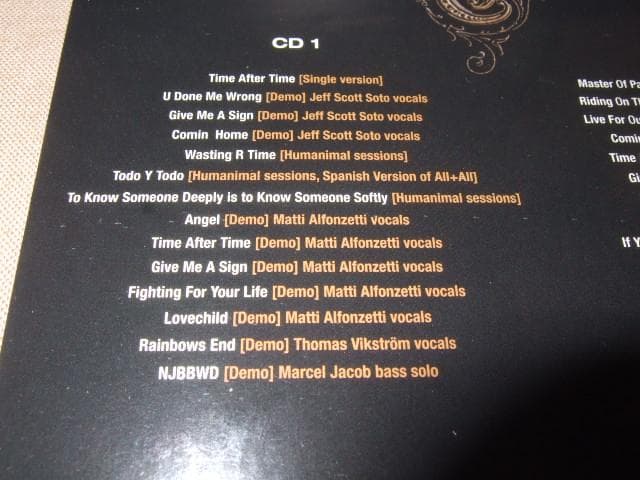 CD 1
Time After Time [Single version]
U Done Me Wrong [Demo] Jeff Scott Soto vocals
Give Me A Sign [Demo] Jeff Scott Soto vocals
Comin Home [Demo] Jeff Scott Soto vocals
Wasting R Time [Humanimal sessions]
Todo Y Todo [Humanimal sessions, Spanish Version of All+All]
To Know Someone Deeply is to Know Someone Softly [Humanimal sessions]
Angel [Demo] Matti Alfonzetti vocals
Time After Time [Demo] Matti Alfonzetti vocals
Give Me A Sign [Demo] Matti Alfonzetti vocals
Fighting For Your Life [Demo] Matti Alfonzetti vocals
Lovechild [Demo] Matti Alfonzetti vocals
Rainbows End [Demo] Thomas Vikström vocals
NJBBWD [Demo] Marcel Jacob bass solo
Master Of
Riding On
Live For
Time
If